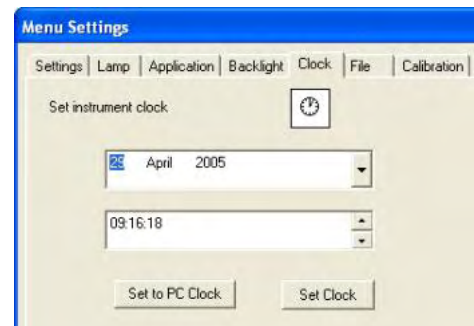 Menu Settings
Settings Lamp Application Backlight Clock File Calibration
Set instrument clock
29 April 2005
09:16:18
Set to PC Clock Set Clock